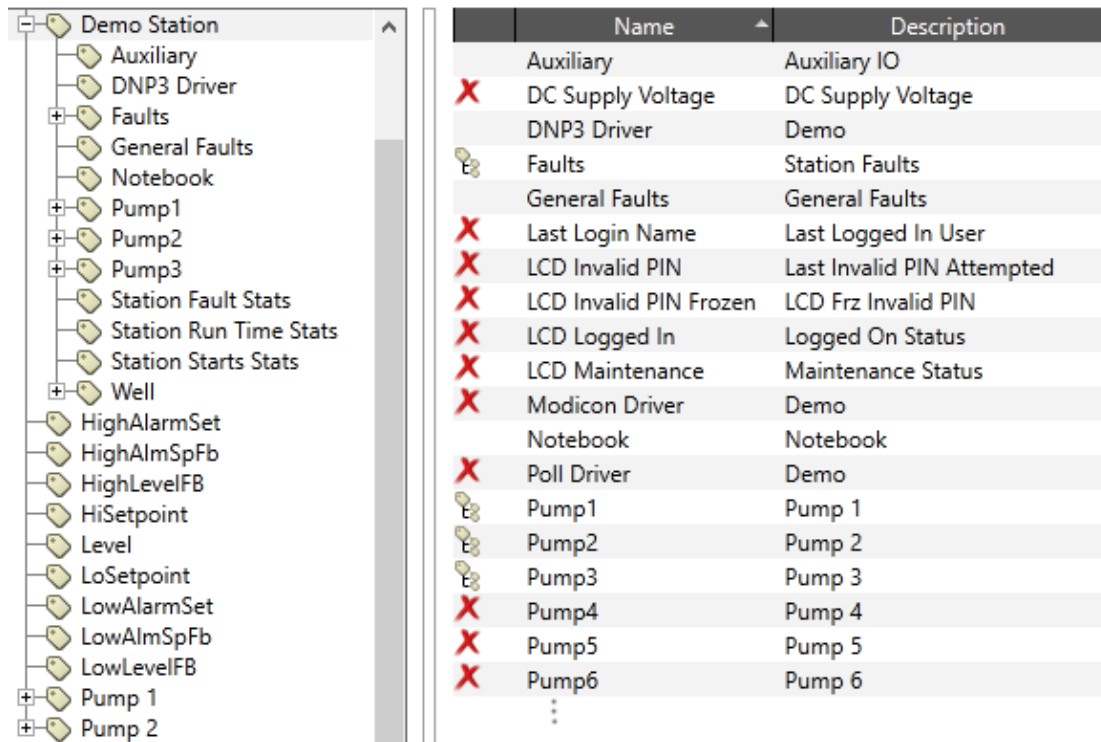 Demo Station
Auxiliary
DNP3 Driver
Faults
General Faults
Notebook
Pump1
Pump2
Pump3
Station Fault Stats
Station Run Time Stats
Station Starts Stats
Well
HighAlarmSet
HighAlmSpFb
HighLevelFB
HiSetpoint
Level
LoSetpoint
LowAlarmSet
LowAlmSpFb
LowLevelFB
Pump 1
Pump 2
Name Description
Auxiliary Auxiliary IO
DC Supply Voltage DC Supply Voltage
DNP3 Driver Demo
Faults Station Faults
General Faults General Faults
Last Login Name Last Logged In User
LCD Invalid PIN Last Invalid PIN Attempted
LCD Invalid PIN Frozen LCD Frz Invalid PIN
LCD Logged In Logged On Status
LCD Maintenance Maintenance Status
Modicon Driver Demo
Notebook Notebook
Poll Driver Demo
Pump1 Pump 1
Pump2 Pump 2
Pump3 Pump 3
Pump4 Pump 4
Pump5 Pump 5
Pump6 Pump 6